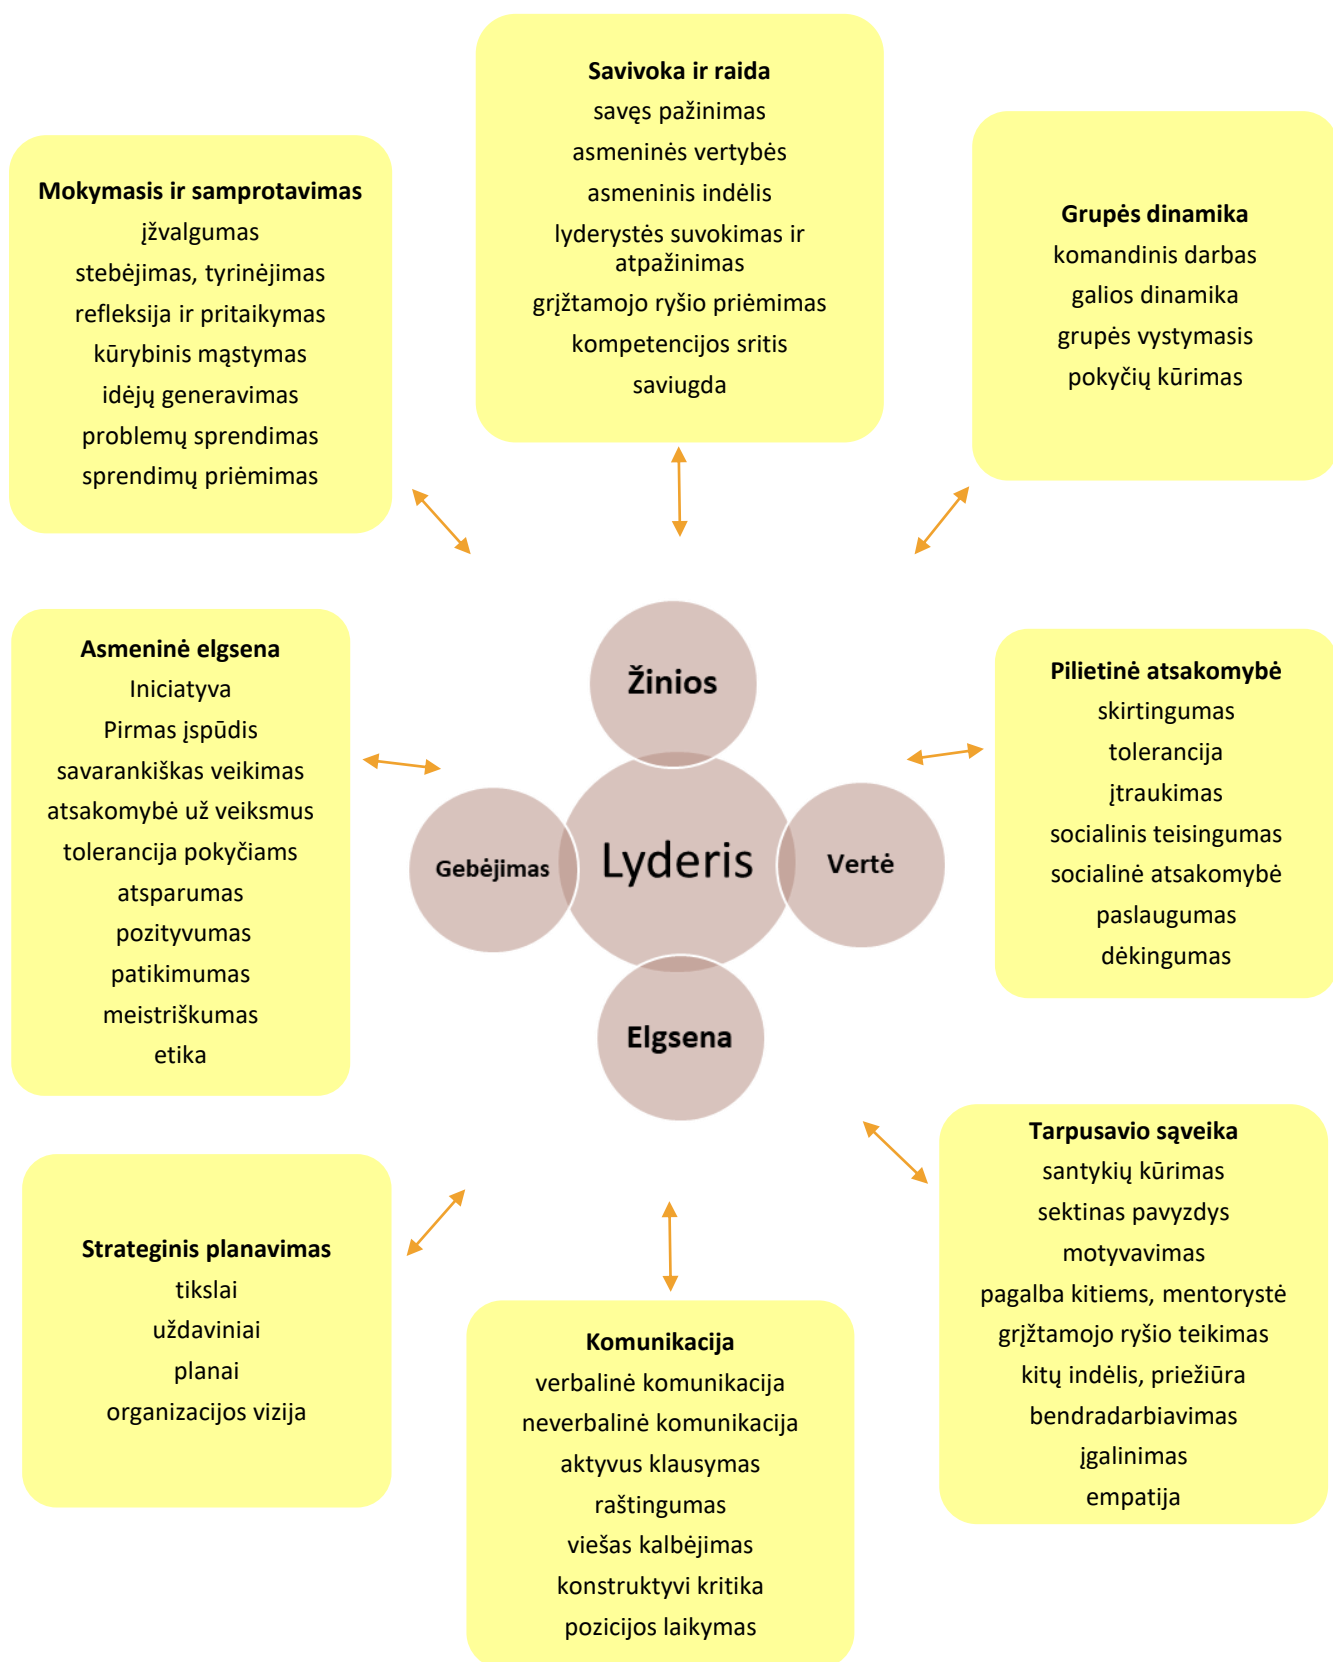 Savivoka ir raida
savęs pažinimas
asmeninės vertybės
asmeninis indėlis
lyderystės suvokimas ir
atpažinimas
grįžtamojo ryšio priėmimas
kompetencijos sritis
saviugda
Mokymasis ir samprotavimas
įžvalgumas
stebėjimas, tyrinėjimas
refleksija ir pritaikymas
kūrybinis mąstymas
idėjų generavimas
problemų sprendimas
sprendimų priėmimas
Grupės dinamika
komandinis darbas
galios dinamika
grupės vystymasis
pokyčių kūrimas
Asmeninė elgsena
Iniciatyva
Pirmas įspūdis
savarankiškas veikimas
atsakomybė už veiksmus
tolerancija pokyčiams
atsparumas
pozityvumas
patikimumas
meistriškumas
etika
Žinios
Gebėjimas
Lyderis
Vertė
Elgsena
Pilietinė atsakomybė
skirtingumas
tolerancija
įtraukimas
socialinis teisingumas
socialinė atsakomybė
paslaugumas
dėkingumas
Strateginis planavimas
tikslai
uždaviniai
planai
organizacijos vizija
Komunikacija
verbalinė komunikacija
neverbalinė komunikacija
aktyvus klausymas
raštingumas
viešas kalbėjimas
konstruktyvi kritika
pozicijos laikymas
Tarpusavio sąveika
santykių kūrimas
sektinas pavyzdys
motyvavimas
pagalba kitiems, mentorystė
grįžtamojo ryšio teikimas
kitų indėlis, priežiūra
bendradarbiavimas
įgalinimas
empatija